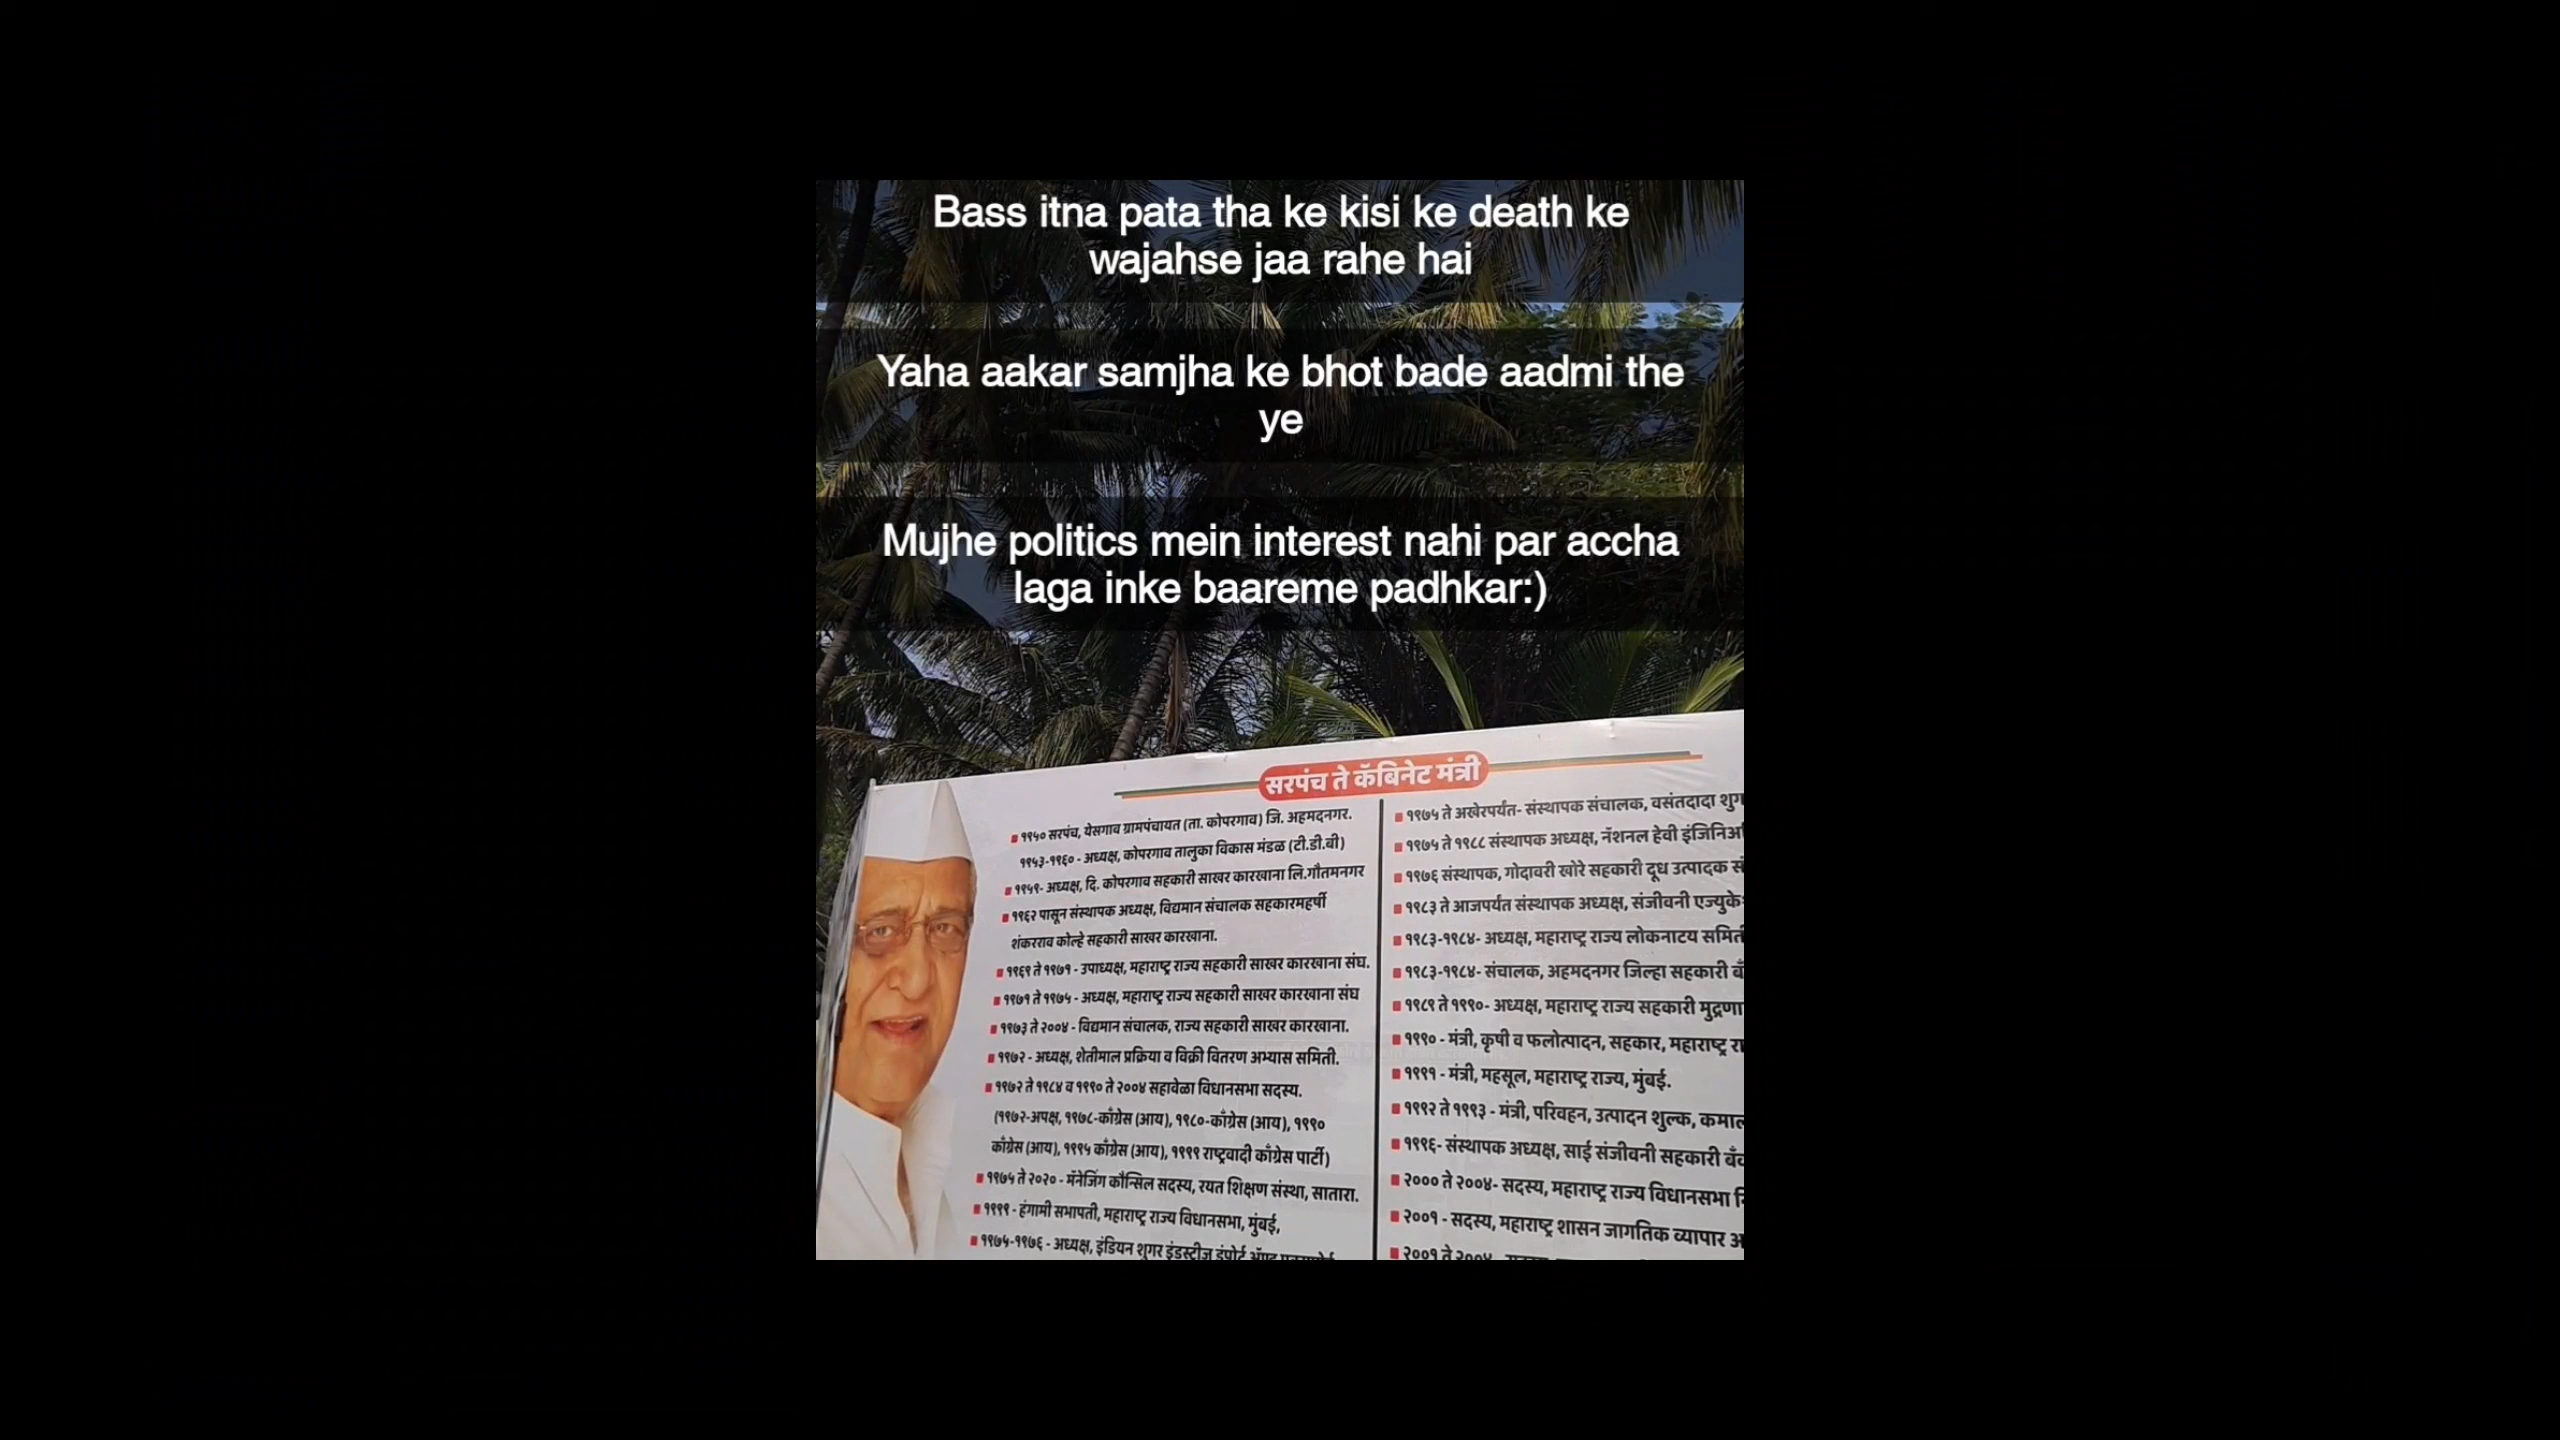 Bass itna pata tha ke kisi ke death ke
wajahse jaa rahe hai
Yaha aakar samjha ke bhot bade aadmi the
ye
Mujhe politics mein interest nahi par accha
laga inke baareme padhkar:)
सरपंच ते कॅबिनेट मंत्री
१९५० सरपंच, येसगाव ग्रामपंचायत (ता. कोपरगाव) जि. अहमदनगर.
१९५३-१९६० - अध्यक्ष, कोपरगाव तालुका विकास मंडळ (टी.डी.बी)
१९५९- अध्यक्ष, दि. कोपरगाव सहकारी साखर कारखाना लि.गौतमनगर
१९६२ पासून संस्थापक अध्यक्ष, विद्यमान संचालक सहकारमहर्षी
शंकरराव कोल्हे सहकारी साखर कारखाना.
१९६९ ते १९७१ - उपाध्यक्ष, महाराष्ट्र राज्य सहकारी साखर कारखाना संघ.
१९७१ ते १९७५ - अध्यक्ष, महाराष्ट्र राज्य सहकारी साखर कारखाना संघ
१९७३ ते २००४ - विद्यमान संचालक, राज्य सहकारी साखर कारखाना.
१९७२ - अध्यक्ष, शेतीमाल प्रक्रिया व विक्री वितरण अभ्यास समिती.
१९७२ ते १९८४ व १९९० ते २००४ सहावेळा विधानसभा सदस्य.
(१९७२-अपक्ष, १९७८-काँग्रेस (आय), १९८०-काँग्रेस (आय), १९९०
काँग्रेस (आय), १९९५ काँग्रेस (आय), १९९९ राष्ट्रवादी काँग्रेस पार्टी)
१९७५ ते २०२० - मॅनेजिंग कौन्सिल सदस्य, रयत शिक्षण संस्था, सातारा.
१९९९ - हंगामी सभापती, महाराष्ट्र राज्य विधानसभा, मुंबई,
१९७५-१९७६ - अध्यक्ष, इंडियन शुगर इंडस्ट्रीज इंपोर्ट
१९७५ ते अखेरपर्यंत- संस्थापक संचालक, वसंतदादा
१९७५ ते १९८८ संस्थापक अध्यक्ष, नॅशनल हेवी
१९७६ संस्थापक, गोदावरी खोरे सहकारी दूध उत्पादक
१९८३ ते आजपर्यंत संस्थापक अध्यक्ष, संजीवनी
१९८३-१९८४- अध्यक्ष, महाराष्ट्र राज्य लोकनाटय
१९८३-१९८४- संचालक, अहमदनगर जिल्हा सहकारी
१९८९ ते १९९०- अध्यक्ष, महाराष्ट्र राज्य सहकारी
१९९० - मंत्री, कृषी व फलोत्पादन, सहकार, महाराष्ट्र
१९९१ - मंत्री, महसूल, महाराष्ट्र राज्य, मुंबई.
१९९२ ते १९९३ - मंत्री, परिवहन, उत्पादन शुल्क,
१९९६- संस्थापक अध्यक्ष, साई संजीवनी सहकारी
२००० ते २००४- सदस्य, महाराष्ट्र राज्य विधानसभा
२००१ - सदस्य, महाराष्ट्र शासन जागतिक व्यापार
२००१ ते २००४